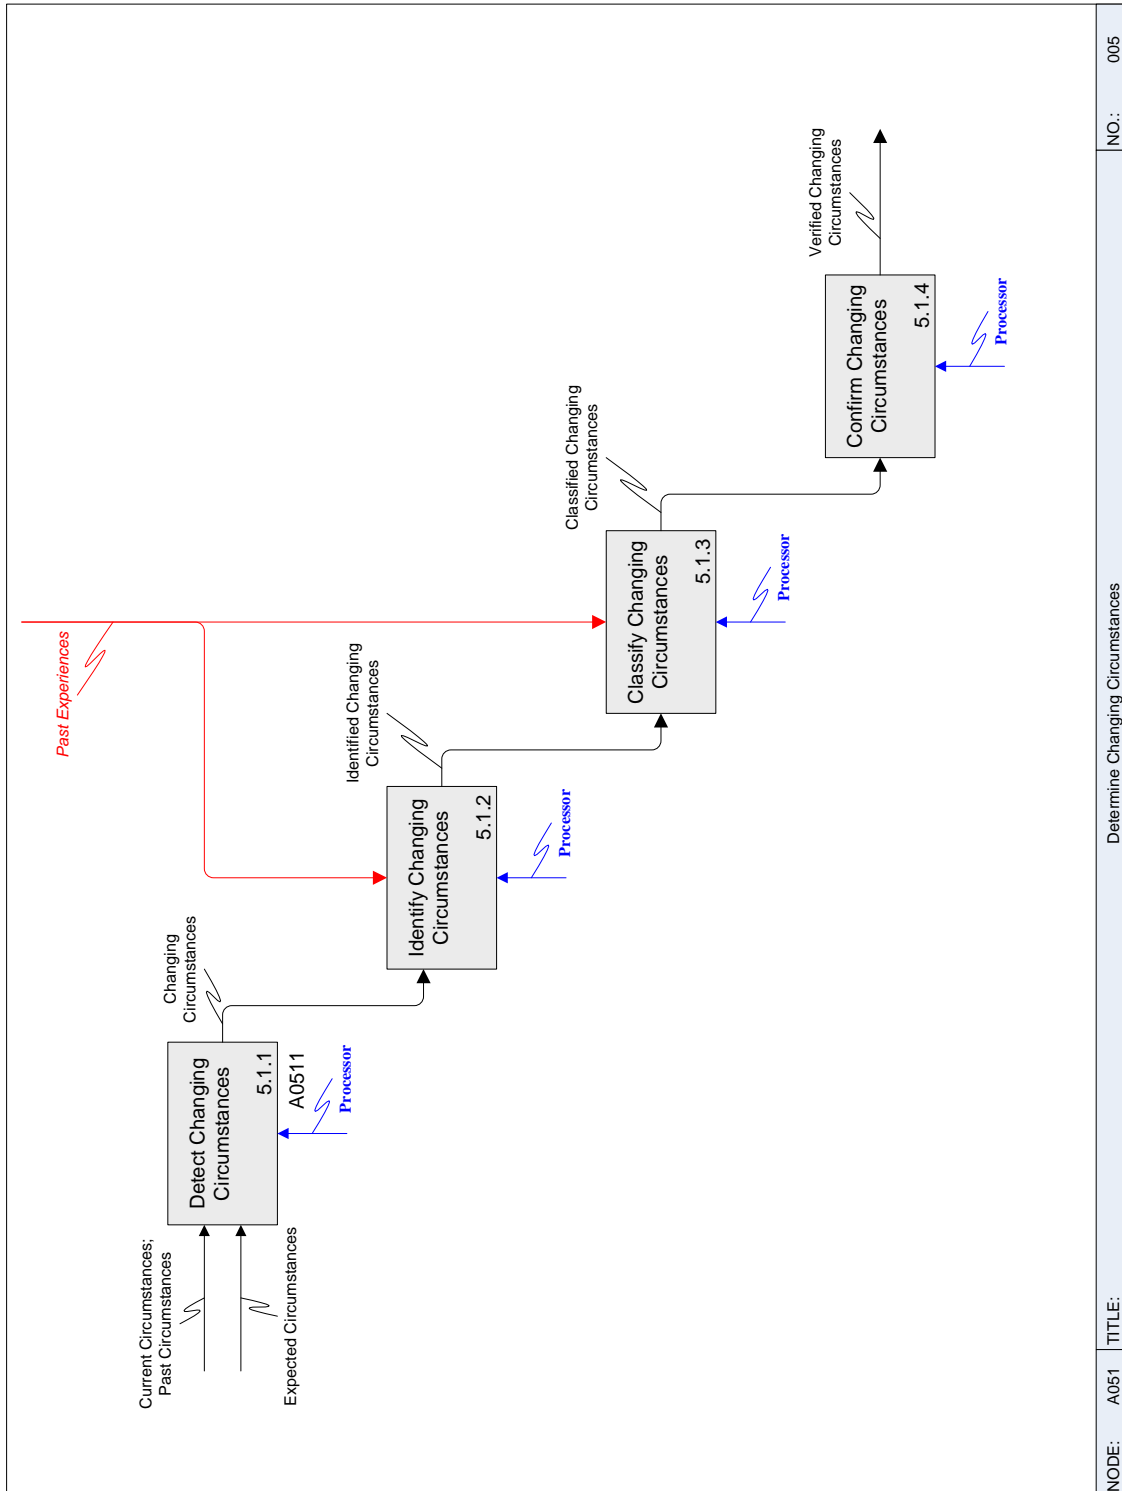 Past Experiences
Current Circumstances;
Past Circumstances
Expected Circumstances
Detect Changing
Circumstances
5.1.1
A0511
Processor
Changing
Circumstances
Identify Changing
Circumstances
5.1.2
Processor
Identified Changing
Circumstances
Classify Changing
Circumstances
5.1.3
Processor
Classified Changing
Circumstances
Confirm Changing
Circumstances
5.1.4
Processor
Verified Changing
Circumstances
NODE: A051 TITLE: Determine Changing Circumstances NO.: 005